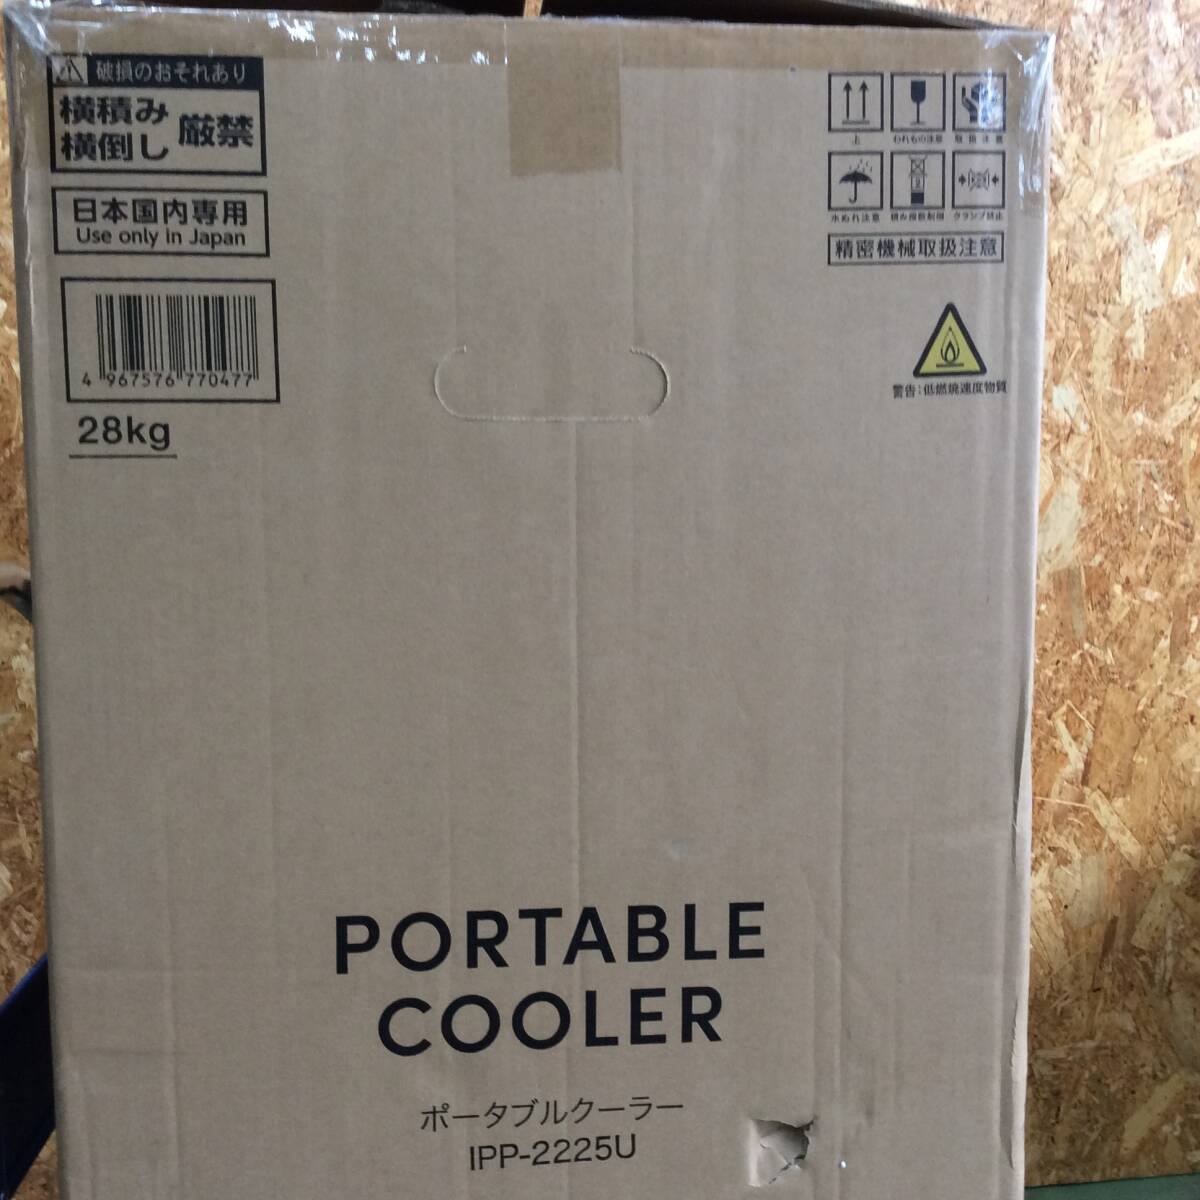 破損のおそれあり
横積み
横倒し 厳禁
日本国内専用
Use only in Japan
4 967576 770477
28kg
上
われもの注意
取扱注意
水ぬれ注意
積み段数制限
2
クランプ禁止
精密機械取扱注意
警告:低燃焼速度物質
PORTABLE
COOLER
ポータブルクーラー
IPP-2225U